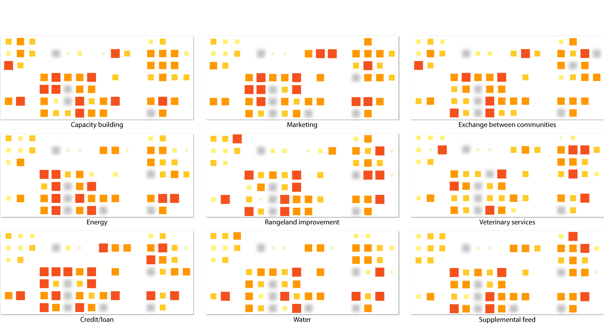 Capacity building
Marketing
Exchange between communities
Energy
Rangeland improvement
Veterinary services
Credit/loan
Water
Supplemental feed